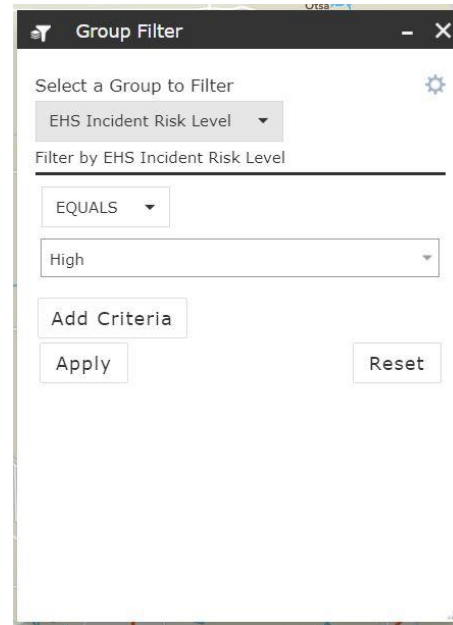 Otsa
Group Filter
Select a Group to Filter
EHS Incident Risk Level
Filter by EHS Incident Risk Level
EQUALS
High
Add Criteria
Apply Reset